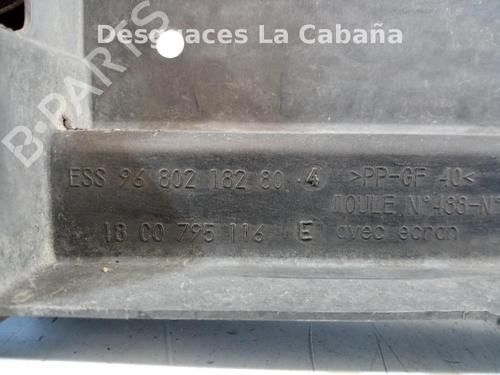 Desguaces La Cabaña
B-PARTS
ESS 96 802 182 80 4 >PP-GF 40<
MOULE N°488-N°
18 C0 795 116 E avec ecran